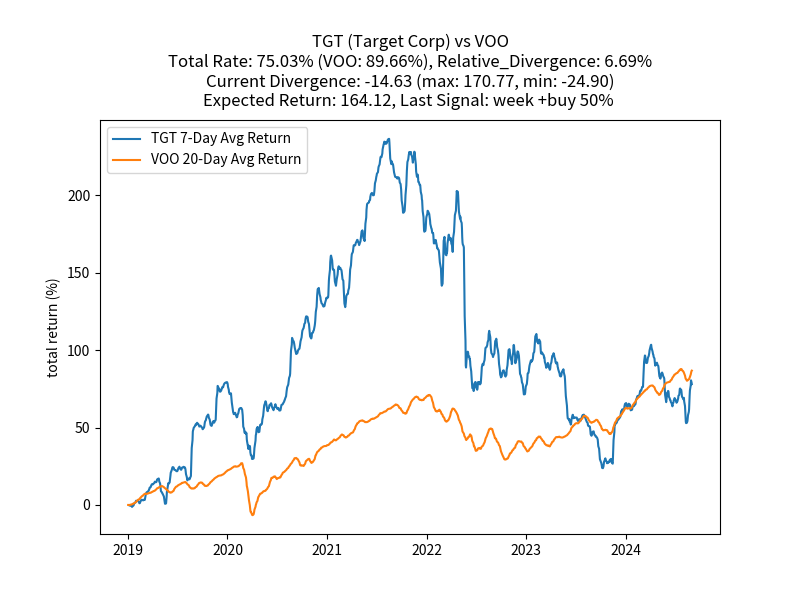 TGT (Target Corp) vs VOO
Total Rate: 75.03% (VOO: 89.66%), Relative_Divergence: 6.69%
Current Divergence: -14.63 (max: 170.77, min: -24.90)
Expected Return: 164.12, Last Signal: week +buy 50%
TGT 7-Day Avg Return
VOO 20-Day Avg Return
total return (%)
200
150
100
50
0
2019 2020 2021 2022 2023 2024